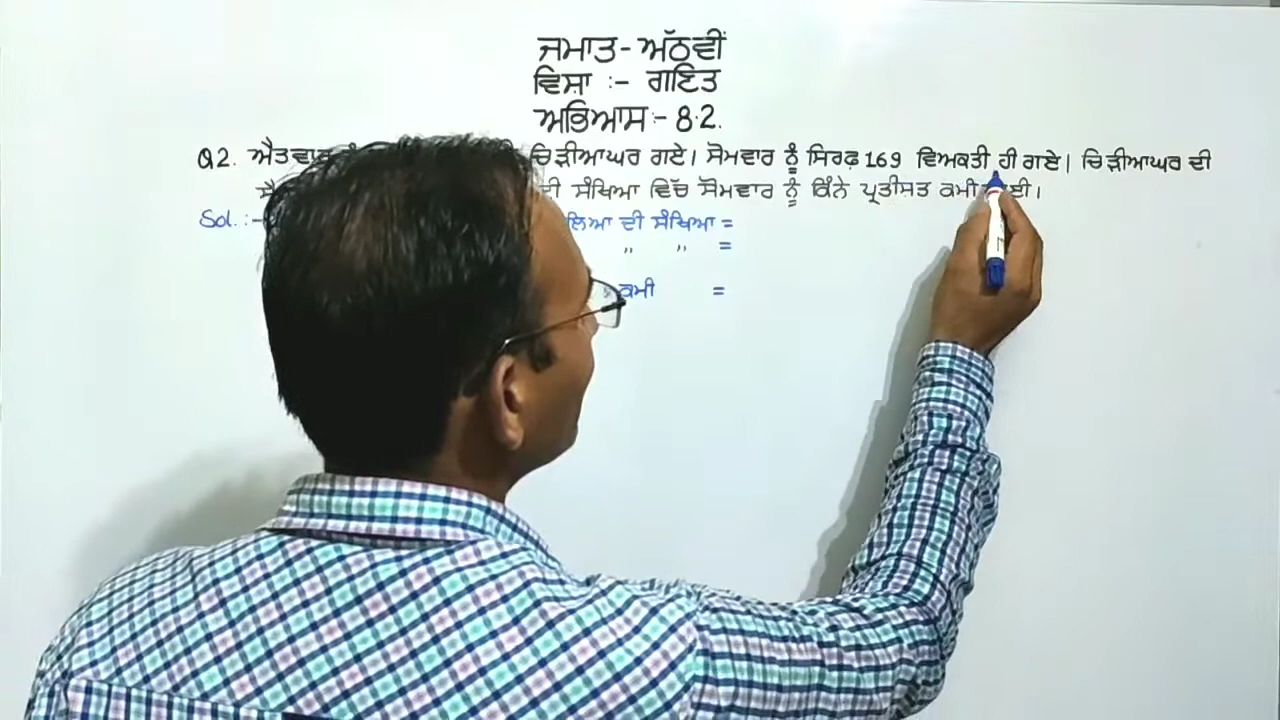 ਜਮਾਤ - ਅੱਠਵੀਂ
ਵਿਸ਼ਾ :- ਗਣਿਤ
ਅਭਿਆਸ :- 8.2.
Q2. ਐਤਵਾਰ ਚਿੜੀਆਘਰ ਗਏ। ਸੋਮਵਾਰ ਨੂੰ ਸਿਰਫ਼ 169 ਵਿਅਕਤੀ ਹੀ ਗਏ। ਚਿੜੀਆਘਰ ਦੀ
ਦੀ ਸੰਖਿਆ ਵਿੱਚ ਸੋਮਵਾਰ ਨੂੰ ਕਿੰਨੇ ਪ੍ਰਤੀਸ਼ਤ ਕਮੀ
Sol. :- ਦੀ ਸੰਖਿਆ =
" " =
ਕਮੀ =